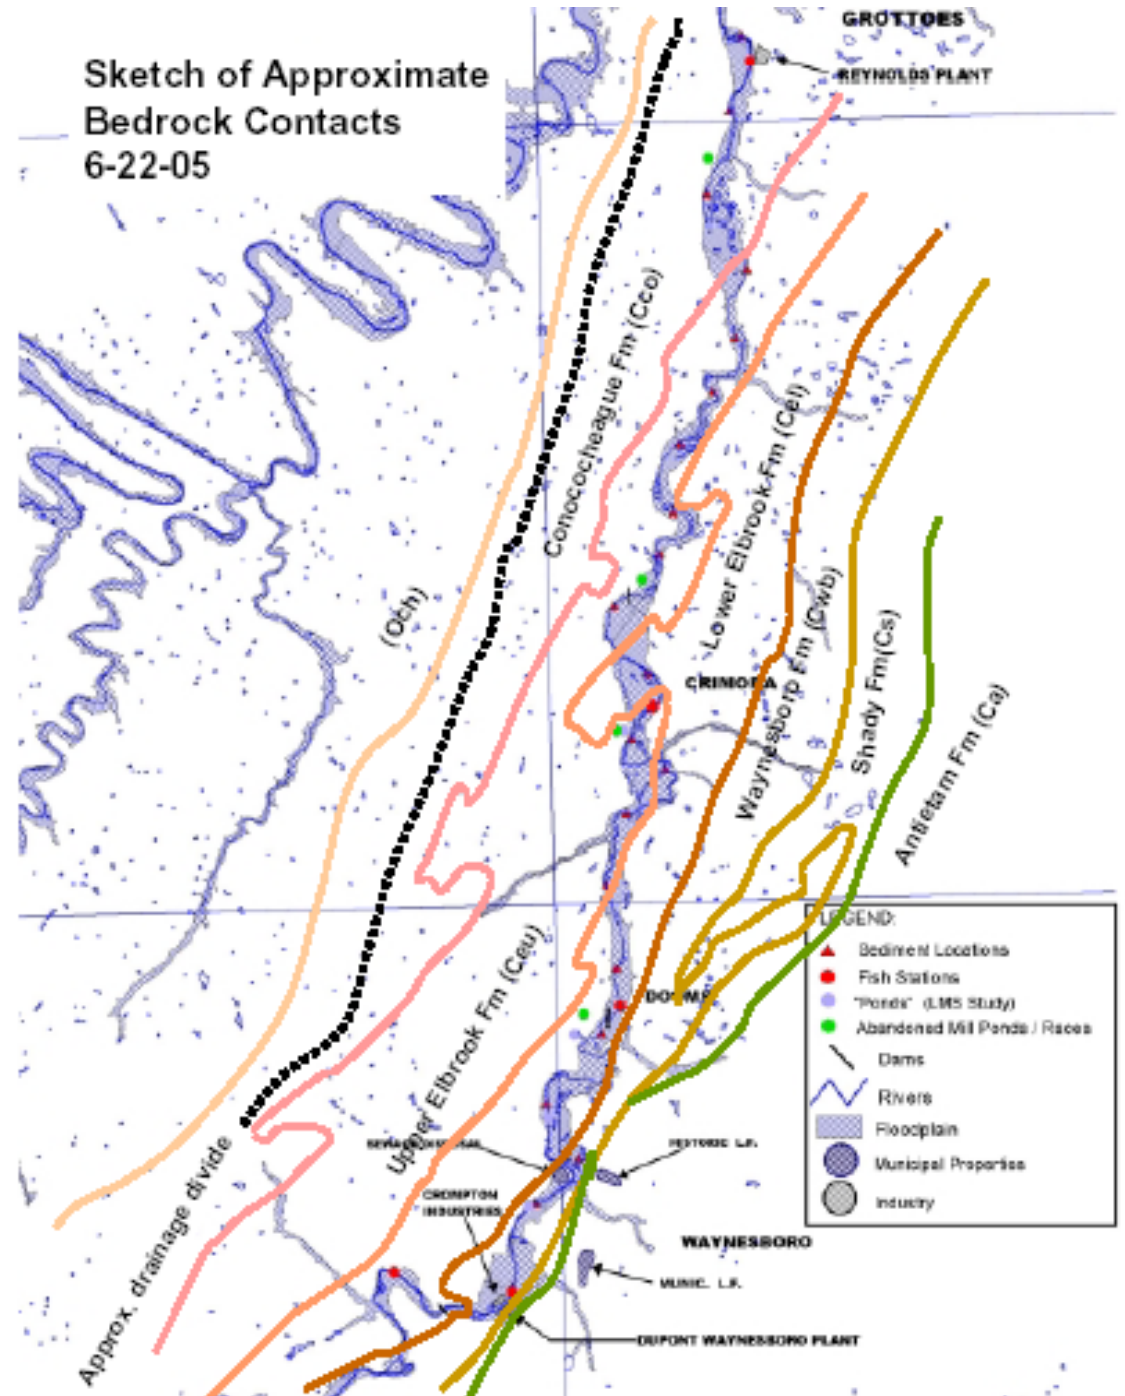 GROTTOES
REYNOLDS PLANT
Sketch of Approximate
Bedrock Contacts
6-22-05
Conococheague Fm (Cco)
(Och)
Lower Elbrook Fm (Cel)
CRIMORA
Waynesboro Fm (Cwb)
Shady Fm(Cs)
Antietam Fm (Ca)
Upper Elbrook Fm (Ceu)
DOOMS
LEGEND:
Sediment Locations
Fish Stations
"Ponds" (LMS Study)
Abandoned Mill Ponds / Races
Dams
Rivers
Floodplain
Municipal Properties
Industry
Approx. drainage divide
SEWAGE DISPOSAL
HISTORIC L.F.
CROMPTON
INDUSTRIES
WAYNESBORO
MUNIC. L.F.
DUPONT WAYNESBORO PLANT